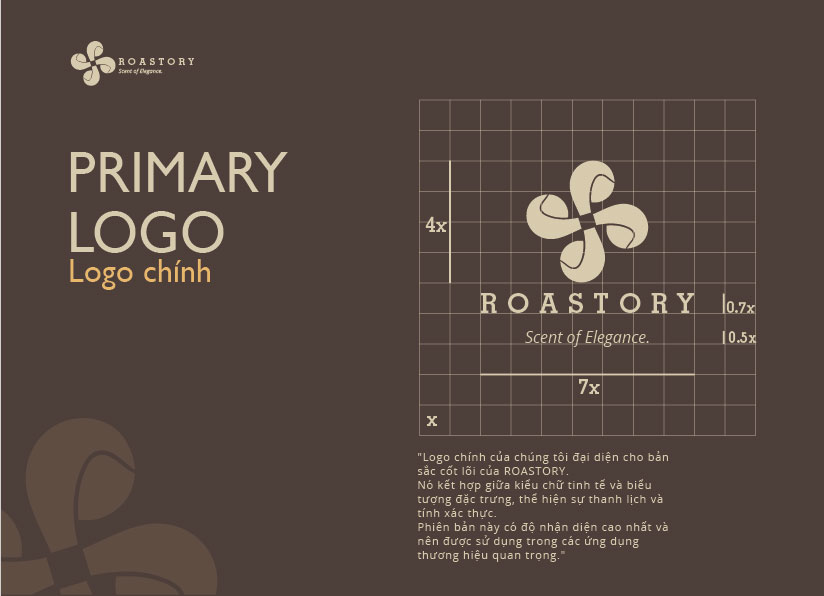 ROASTORY
Scent of Elegance.
PRIMARY
LOGO
Logo chính
4x
ROASTORY
0.7x
Scent of Elegance.
0.5x
7x
x
"Logo chính của chúng tôi đại diện cho bản
sắc cốt lõi của ROASTORY.
Nó kết hợp giữa kiểu chữ tinh tế và biểu
tượng đặc trưng, thể hiện sự thanh lịch và
tính xác thực.
Phiên bản này có độ nhận diện cao nhất và
nên được sử dụng trong các ứng dụng
thương hiệu quan trọng."